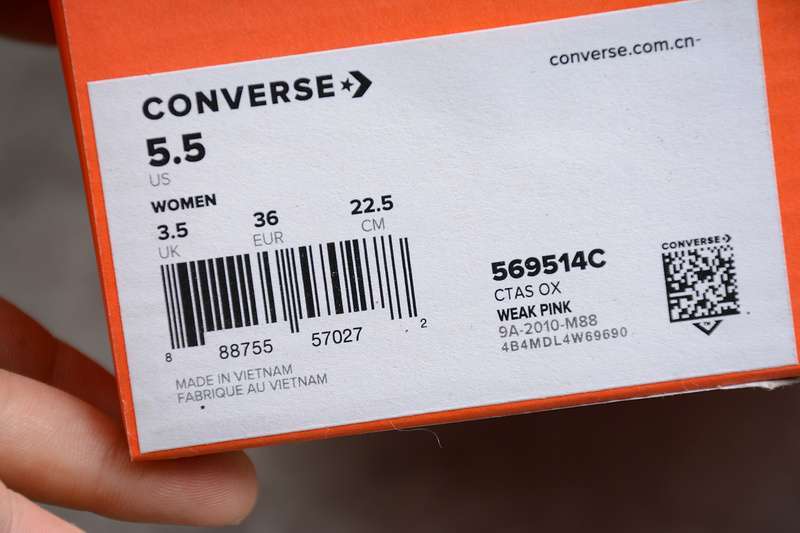 CONVERSE
converse.com.cn-
5.5
US
WOMEN
3.5 36 22.5
UK EUR CM
8 88755 57027 2
MADE IN VIETNAM
FABRIQUE AU VIETNAM
569514C
CTAS OX
WEAK PINK
9A-2010-M88
4B4MDL4W69690
CONVERSE